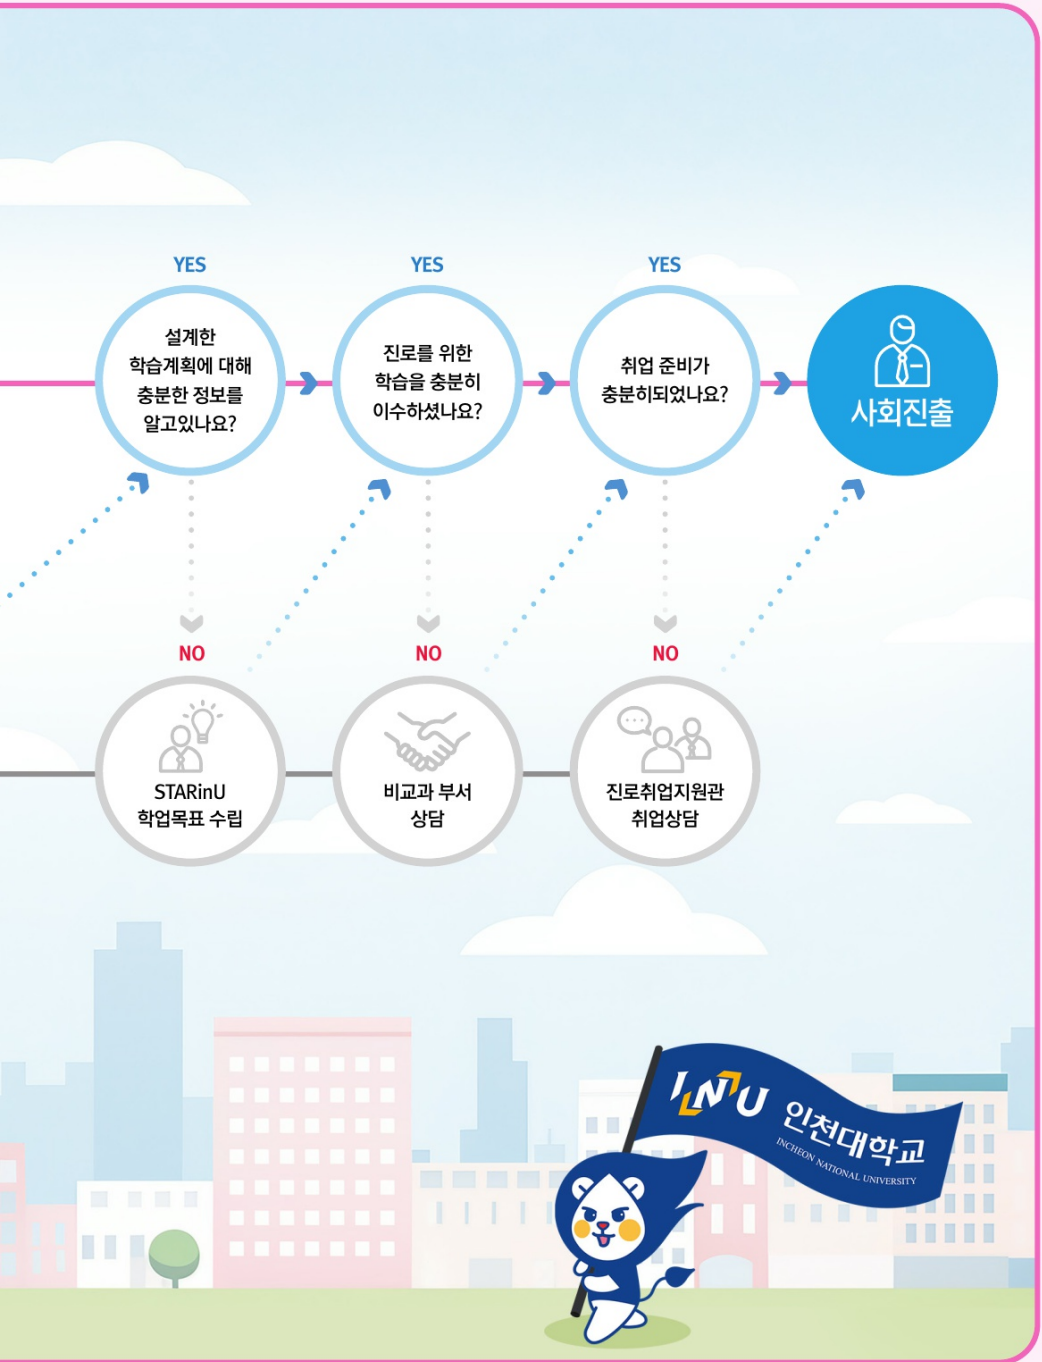 YES
설계한
학습계획에 대해
충분한 정보를
알고있나요?
YES
진로를 위한
학습을 충분히
이수하셨나요?
YES
취업 준비가
충분히되었나요?
사회진출
NO
STARinU
학업목표 수립
NO
비교과 부서
상담
NO
진로취업지원관
취업상담
INU 인천대학교
INCHEON NATIONAL UNIVERSITY